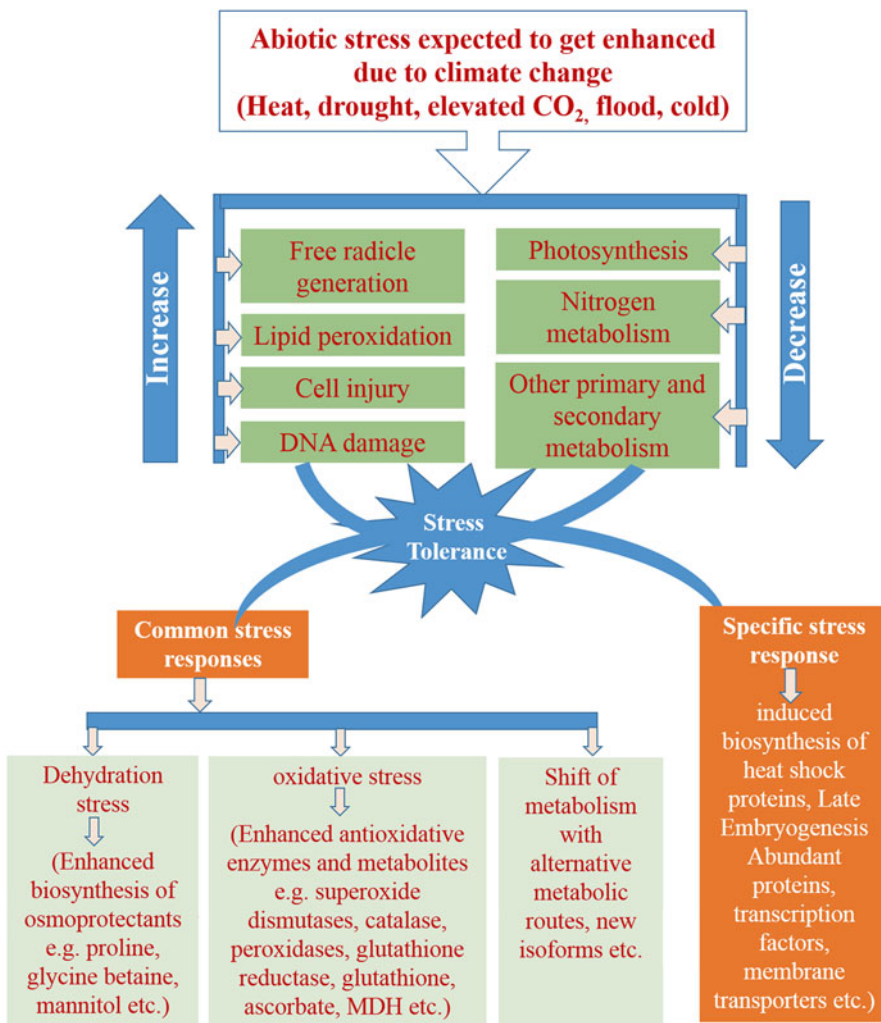 Abiotic stress expected to get enhanced
due to climate change
(Heat, drought, elevated CO₂, flood, cold)
Increase
Free radicle
generation
Lipid peroxidation
Cell injury
DNA damage
Photosynthesis
Nitrogen
metabolism
Other primary and
secondary
metabolism
Decrease
Stress
Tolerance
Common stress
responses
Dehydration
stress
(Enhanced
biosynthesis of
osmoprotectants
e.g. proline,
glycine betaine,
mannitol etc.)
oxidative stress
(Enhanced antioxidative
enzymes and metabolites
e.g. superoxide
dismutases, catalase,
peroxidases, glutathione
reductase, glutathione,
ascorbate, MDH etc.)
Shift of
metabolism
with
alternative
metabolic
routes, new
isoforms etc.
Specific stress
response
induced
biosynthesis of
heat shock
proteins, Late
Embryogenesis
Abundant
proteins,
transcription
factors,
membrane
transporters etc.)